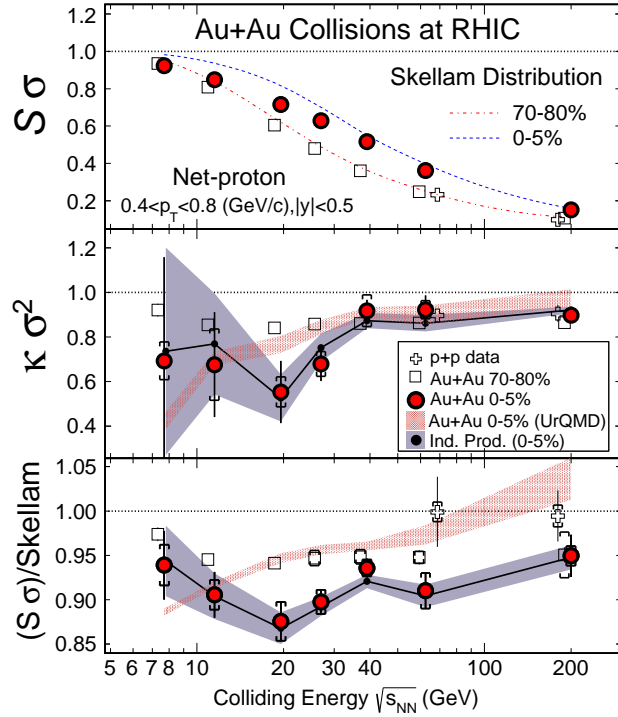 Au+Au Collisions at RHIC
S σ
1.0
0.8
0.6
0.4
0.2
Skellam Distribution
70-80%
0-5%
Net-proton
0.4<p_T<0.8 (GeV/c),|y|<0.5
κ σ²
1.2
1.0
0.8
0.6
0.4
p+p data
Au+Au 70-80%
Au+Au 0-5%
Au+Au 0-5% (UrQMD)
Ind. Prod. (0-5%)
(S σ)/Skellam
1.05
1.00
0.95
0.90
0.85
5 6 7 8 10 20 30 40 100 200
Colliding Energy √s_NN (GeV)